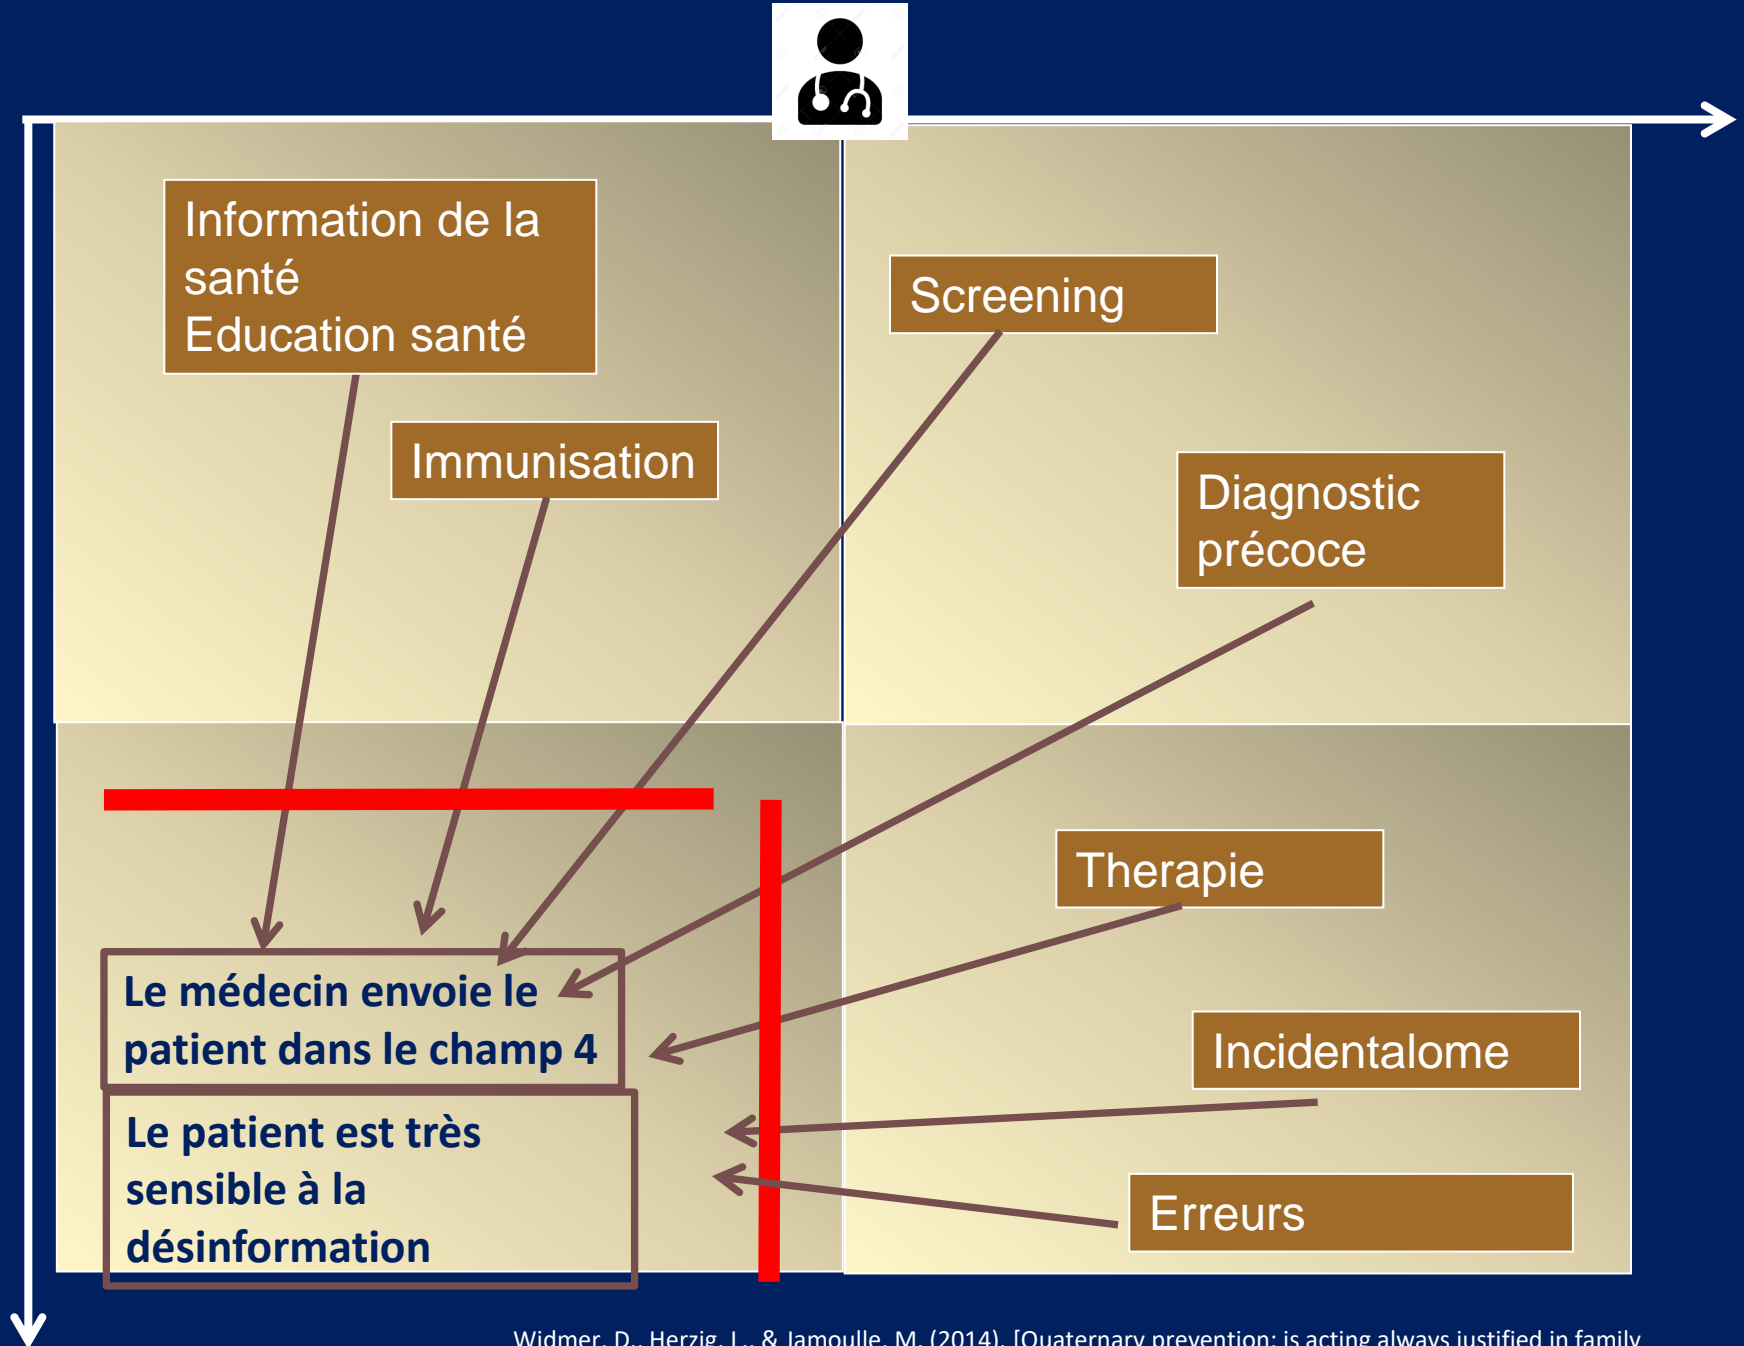 Information de la
santé
Education santé
Screening
Immunisation
Diagnostic
précoce
Therapie
Le médecin envoie le
patient dans le champ 4
Incidentalome
Le patient est très
sensible à la
désinformation
Erreurs
Widmer, D., Herzig, L., & Jamoulle, M. (2014). [Quaternary prevention: is acting always justified in family